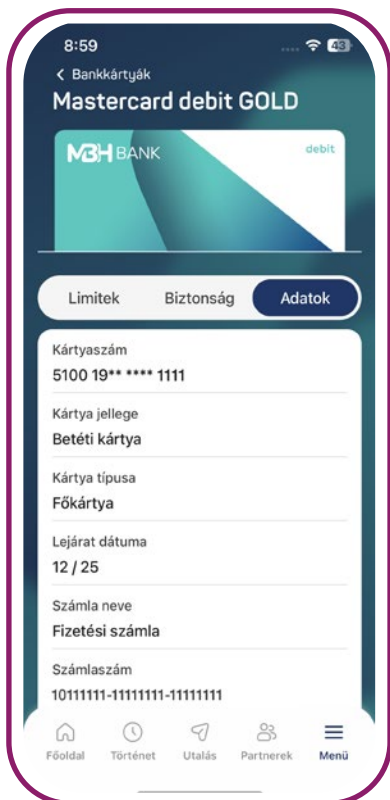 8:59
43
< Bankkártyák
Mastercard debit GOLD
MBH BANK
debit
Limitek Biztonság Adatok
Kártyaszám
5100 19** **** 1111
Kártya jellege
Betéti kártya
Kártya típusa
Főkártya
Lejárat dátuma
12 / 25
Számla neve
Fizetési számla
Számlaszám
10111111-11111111-11111111
Főoldal Történet Utalás Partnerek Menü